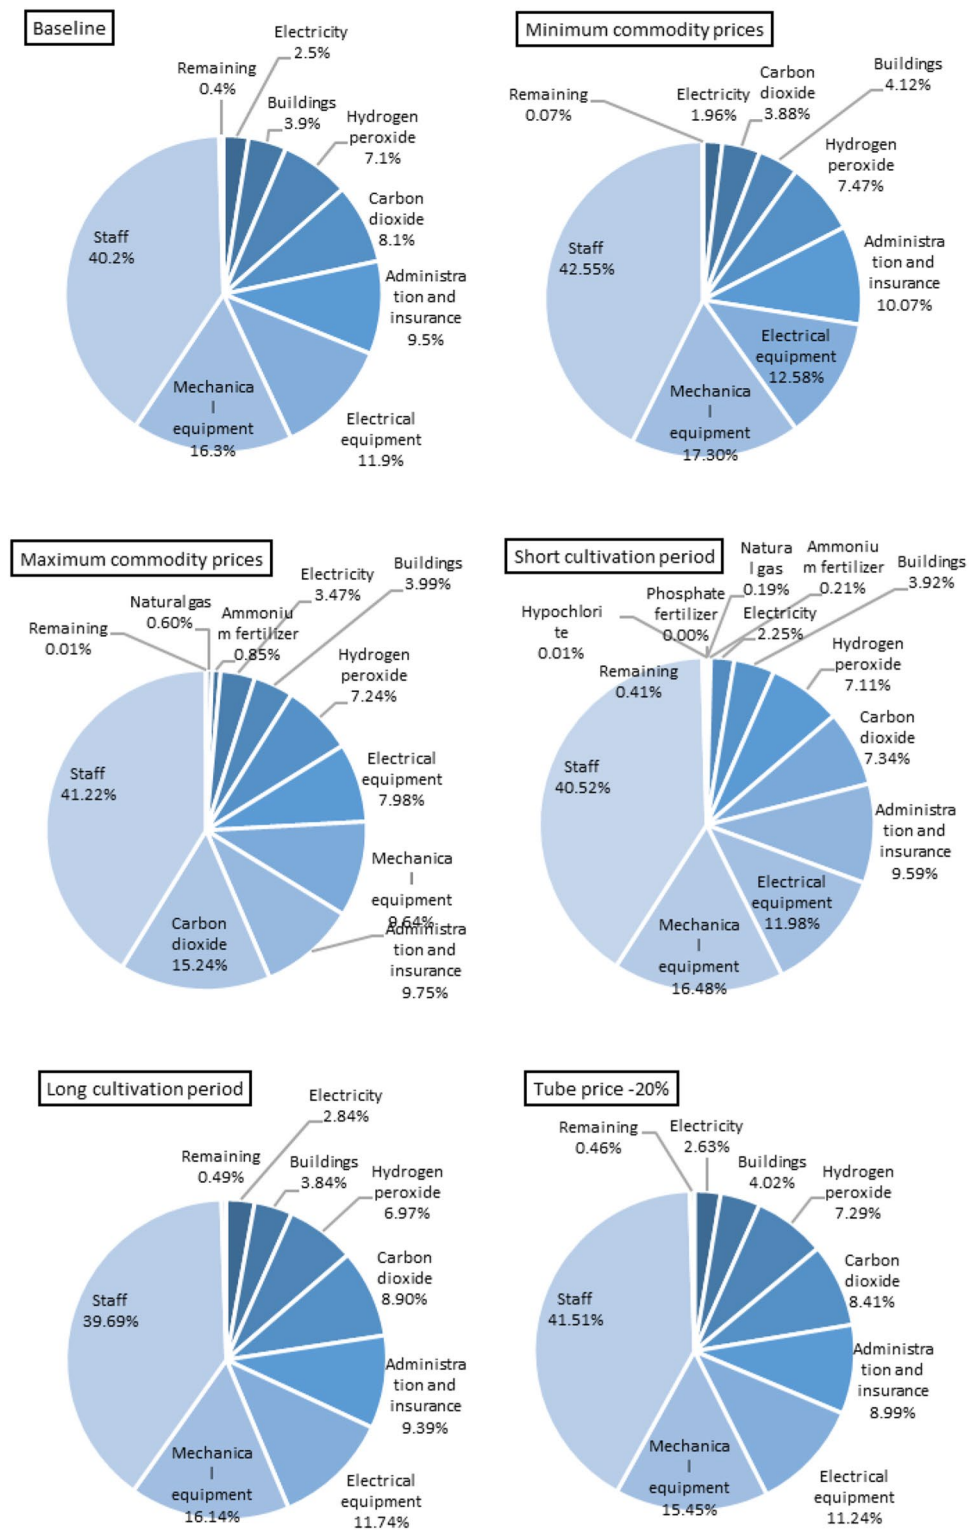 Baseline
Electricity
2.5%
Remaining
0.4%
Buildings
3.9%
Hydrogen
peroxide
7.1%
Carbon
dioxide
8.1%
Administra
tion and
insurance
9.5%
Electrical
equipment
11.9%
Mechanica
l
equipment
16.3%
Staff
40.2%
Minimum commodity prices
Remaining
0.07%
Electricity
1.96%
Carbon
dioxide
3.88%
Buildings
4.12%
Hydrogen
peroxide
7.47%
Administra
tion and
insurance
10.07%
Electrical
equipment
12.58%
Mechanica
l
equipment
17.30%
Staff
42.55%
Maximum commodity prices
Remaining
0.01%
Natural gas
0.60%
Ammoniu
m fertilizer
0.85%
Electricity
3.47%
Buildings
3.99%
Hydrogen
peroxide
7.24%
Electrical
equipment
7.98%
Mechanica
l
equipment
9.64%
Administra
tion and
insurance
9.75%
Carbon
dioxide
15.24%
Staff
41.22%
Short cultivation period
Hypochlori
te
0.01%
Remaining
0.41%
Phosphate
fertilizer
0.00%
Natura
l gas
0.19%
Ammoniu
m fertilizer
0.21%
Electricity
2.25%
Buildings
3.92%
Hydrogen
peroxide
7.11%
Carbon
dioxide
7.34%
Administra
tion and
insurance
9.59%
Electrical
equipment
11.98%
Mechanica
l
equipment
16.48%
Staff
40.52%
Long cultivation period
Electricity
2.84%
Remaining
0.49%
Buildings
3.84%
Hydrogen
peroxide
6.97%
Carbon
dioxide
8.90%
Administra
tion and
insurance
9.39%
Electrical
equipment
11.74%
Mechanica
l
equipment
16.14%
Staff
39.69%
Tube price -20%
Remaining
0.46%
Electricity
2.63%
Buildings
4.02%
Hydrogen
peroxide
7.29%
Carbon
dioxide
8.41%
Administra
tion and
insurance
8.99%
Electrical
equipment
11.24%
Mechanica
l
equipment
15.45%
Staff
41.51%